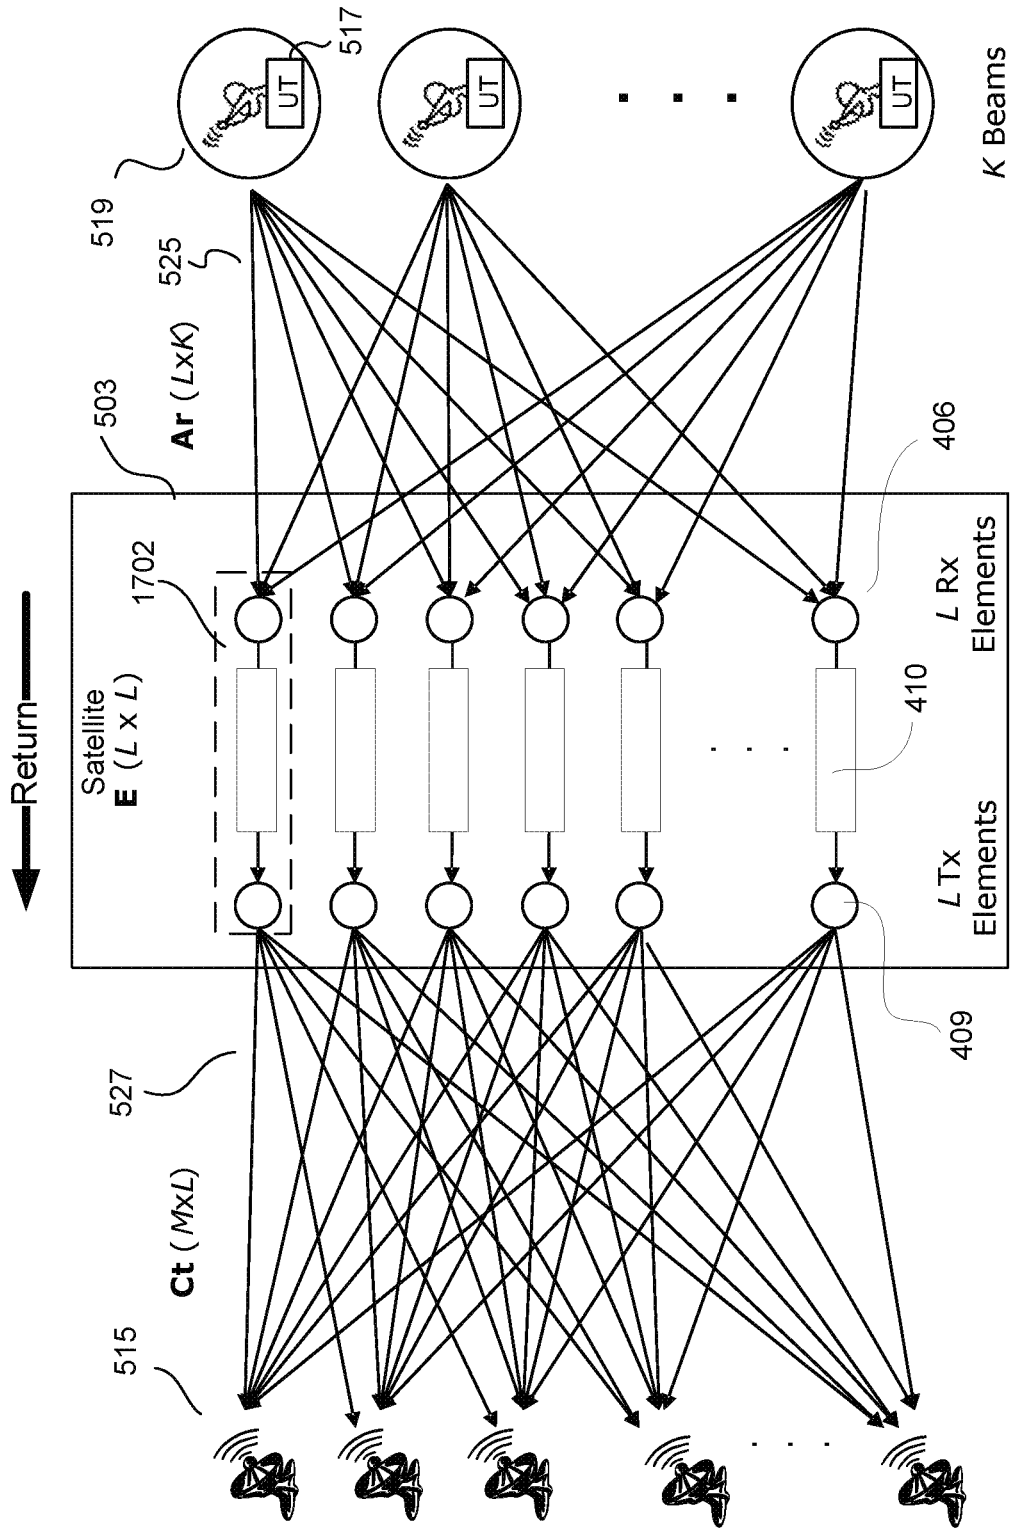 Return
Satellite
E (L x L)
1702
503
Ar (LxK)
525
519
517
UT
UT
UT
K Beams
406
L Rx
Elements
410
L Tx
Elements
409
527
Ct (MxL)
515